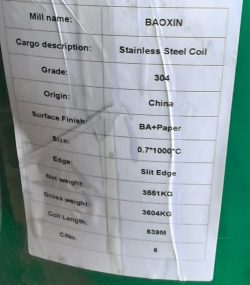 Mill name: BAOXIN
Cargo description: Stainless Steel Coil
Grade: 304
Origin: China
Surface Finish: BA+Paper
Size: 0.7*1000*C
Edge: Slit Edge
Net weight: 3551KG
Gross weight: 3604KG
Coil Length: 639M
C/No. 6